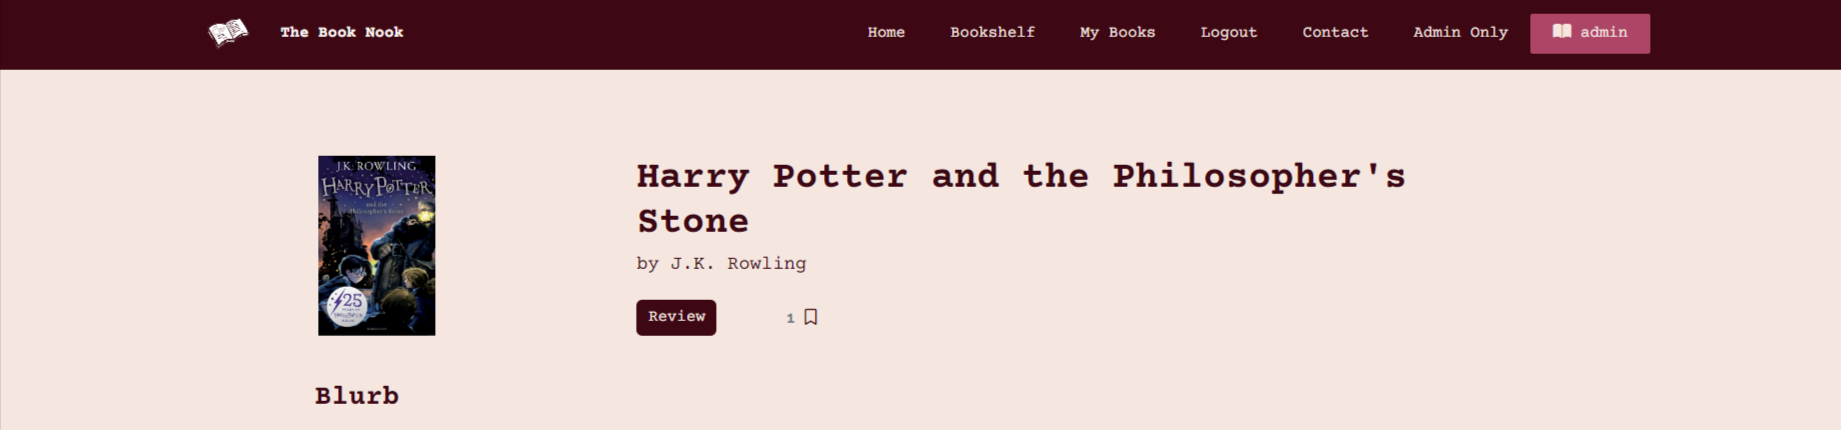 The Book Nook
Home Bookshelf My Books Logout Contact Admin Only admin
J.K. ROWLING
HARRY POTTER
and the
Philosopher's Stone
25
Harry Potter and the Philosopher's
Stone
by J.K. Rowling
Review 1
Blurb